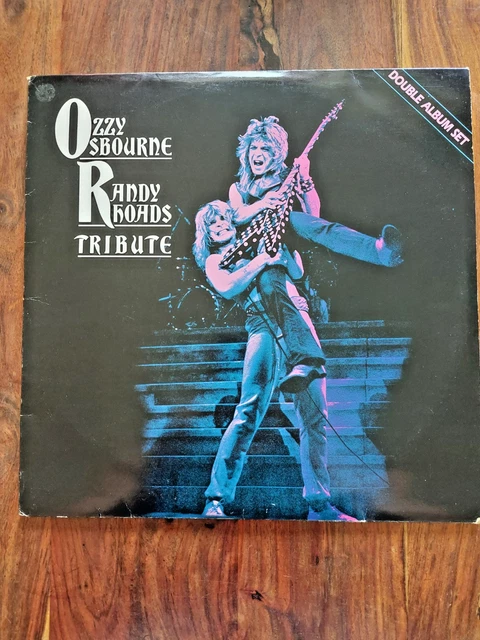 OZZY
OSBOURNE
RANDY
RHOADS
TRIBUTE
DOUBLE ALBUM SET